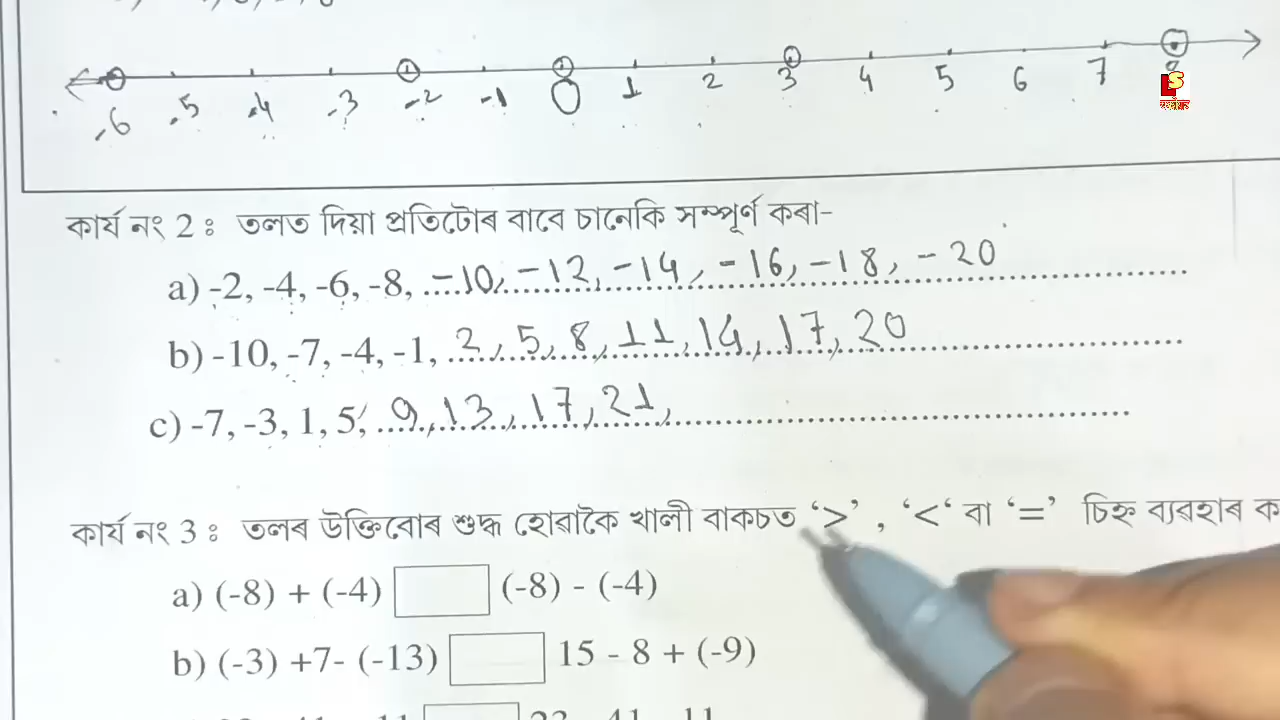 -6 -5 -4 -3 -2 -1 0 1 2 3 4 5 6 7 8
কাৰ্য নং 2 : তলত দিয়া প্ৰতিটোৰ বাবে চানেকি সম্পূৰ্ণ কৰা-
a) -2, -4, -6, -8, -10, -12, -14, -16, -18, -20
b) -10, -7, -4, -1, 2, 5, 8, 11, 14, 17, 20
c) -7, -3, 1, 5, 9, 13, 17, 21,
কাৰ্য নং 3 : তলৰ উক্তিবোৰ শুদ্ধ হোৱাকৈ খালী বাকচত ‘>’ , ‘<‘ বা ‘=’ চিহ্ন ব্যৱহাৰ ক
a) (-8) + (-4) (-8) - (-4)
b) (-3) +7- (-13) 15 - 8 + (-9)